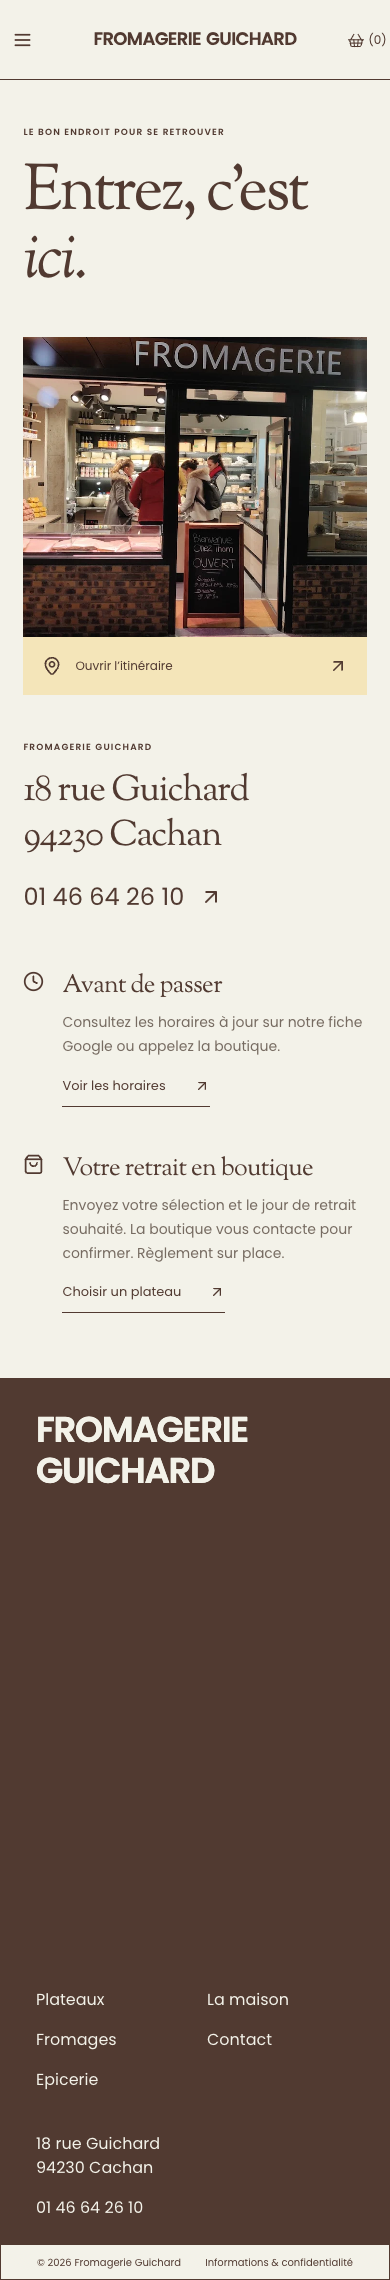 FROMAGERIE GUICHARD
(0)
LE BON ENDROIT POUR SE RETROUVER
Entrez, c’est
ici.
FROMAGERIE
Bienvenue
OUVERT
Ouvrir l’itinéraire
FROMAGERIE GUICHARD
18 rue Guichard
94230 Cachan
01 46 64 26 10
Avant de passer
Consultez les horaires à jour sur notre fiche
Google ou appelez la boutique.
Voir les horaires
Votre retrait en boutique
Envoyez votre sélection et le jour de retrait
souhaité. La boutique vous contacte pour
confirmer. Règlement sur place.
Choisir un plateau
FROMAGERIE
GUICHARD
Plateaux
La maison
Fromages
Contact
Epicerie
18 rue Guichard
94230 Cachan
01 46 64 26 10
© 2026 Fromagerie Guichard
Informations & confidentialité